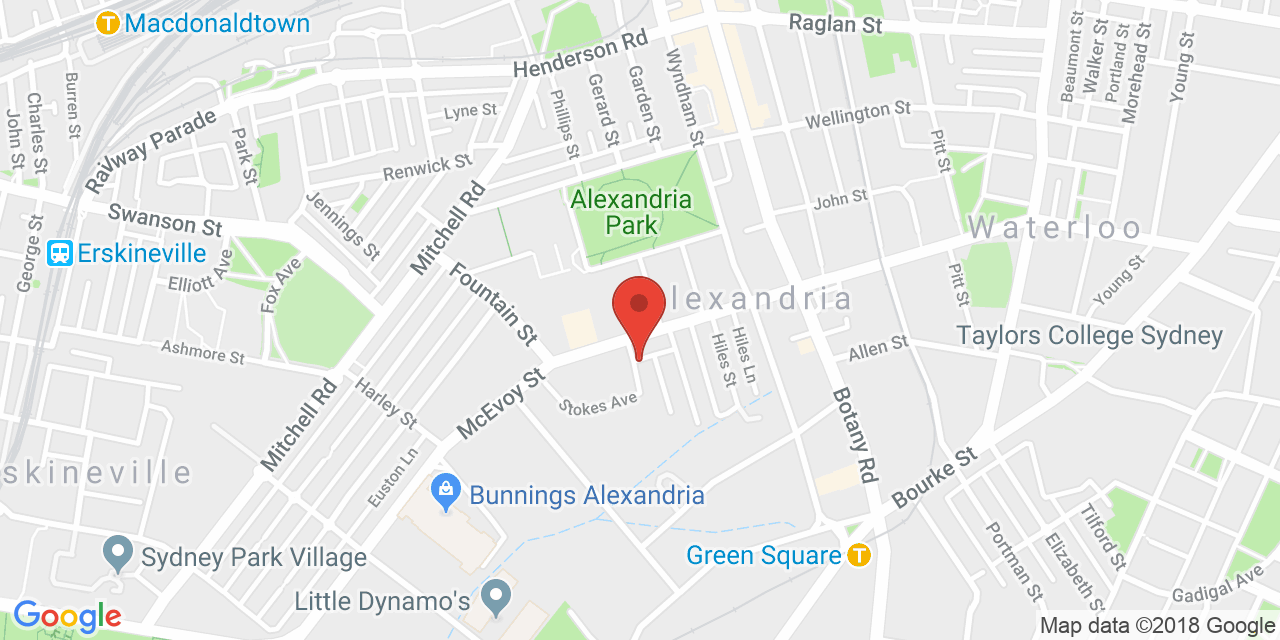 Macdonaldtown
Raglan St
Henderson Rd
Beaumont St
Walker St
Portland St
Morehead St
Young St
Burren St
Charles St
John St
Lyne St
Phillips St
Gerard St
Garden St
Wyndham St
Wellington St
Railway Parade
Park St
Renwick St
Pitt St
Swanson St
Jennings St
Mitchell Rd
Alexandria
Park
John St
Waterloo
George St
Erskineville
Elliott Ave
Fox Ave
Fountain St
lexandria
Pitt St
Young St
Taylors College Sydney
Ashmore St
Hiles St
Hiles Ln
Allen St
Harley St
McEvoy St
Stokes Ave
Botany Rd
Mitchell Rd
skineville
Euston Ln
Bunnings Alexandria
Bourke St
Sydney Park Village
Green Square
Portman St
Elizabeth St
Tilford St
Gadigal Ave
Little Dynamo's
Google
Map data ©2018 Google